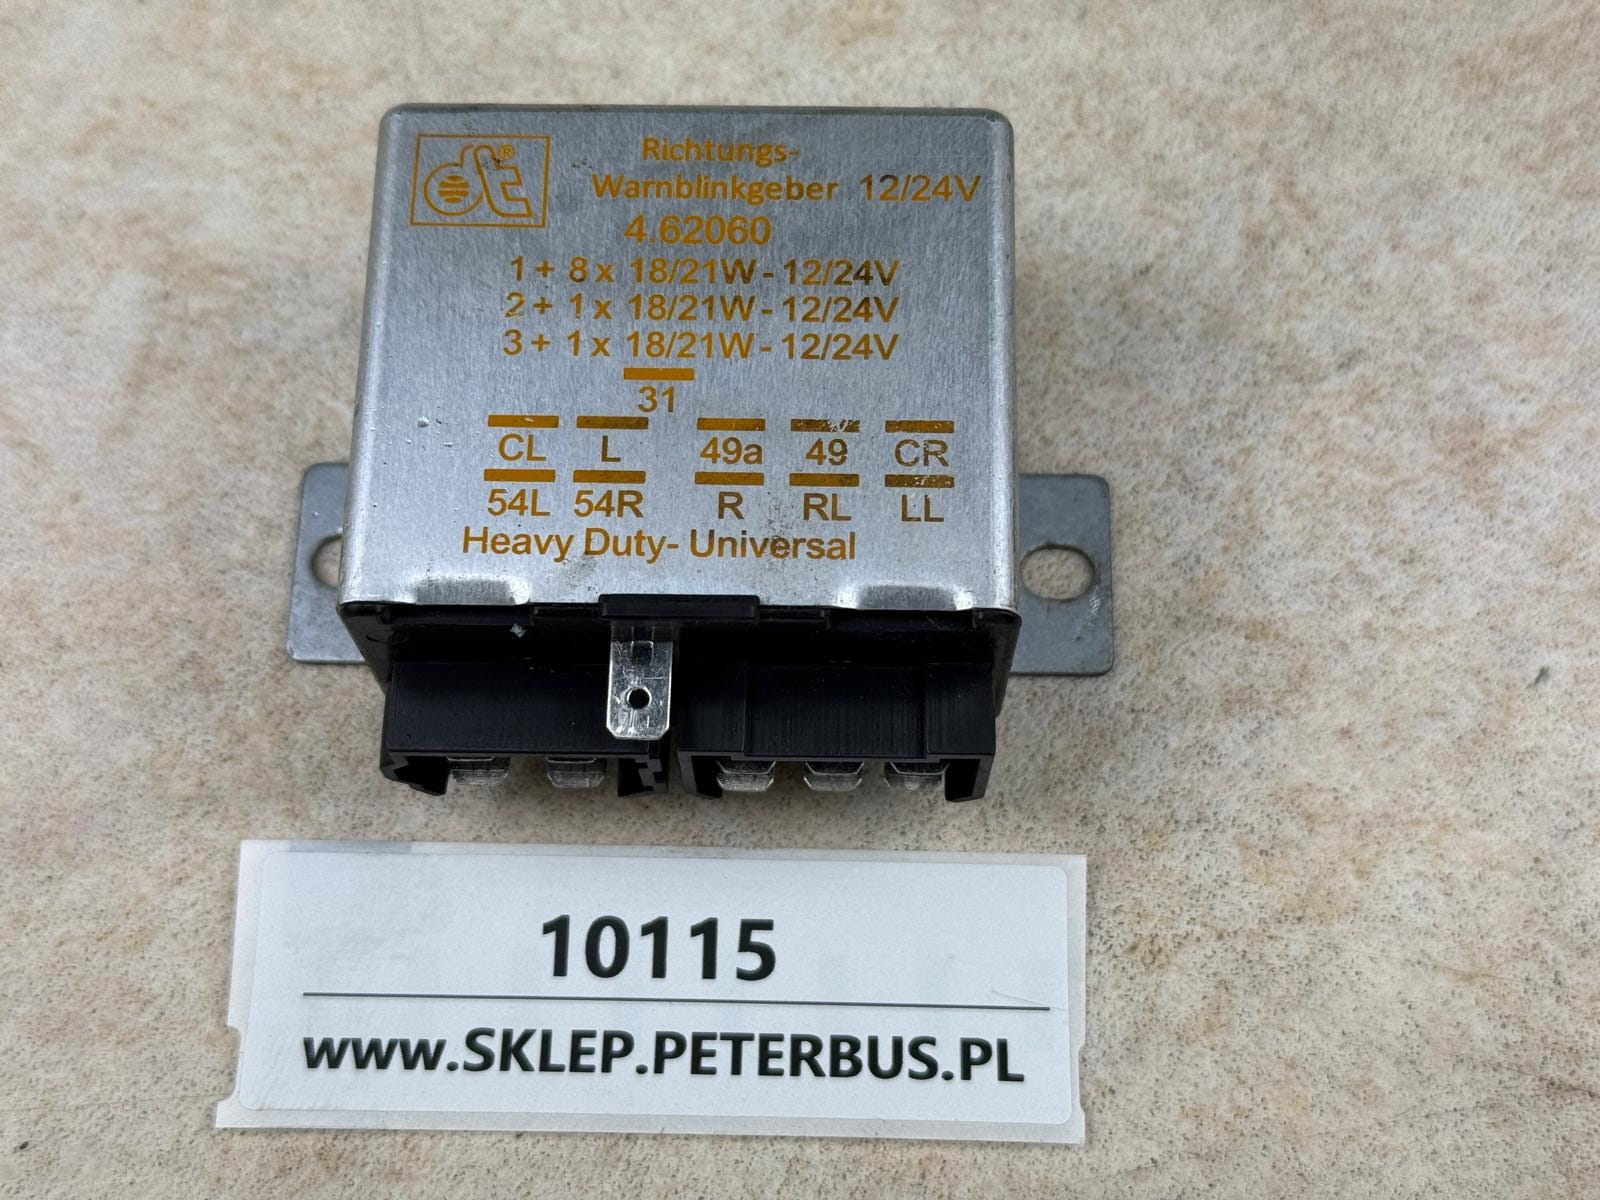 dt®
Richtungs-
Warnblinkgeber 12/24V
4.62060
1 + 8 x 18/21W - 12/24V
2 + 1 x 18/21W - 12/24V
3 + 1 x 18/21W - 12/24V
31
CL L 49a 49 CR
54L 54R R RL LL
Heavy Duty- Universal
10115
www.SKLEP.PETERBUS.PL